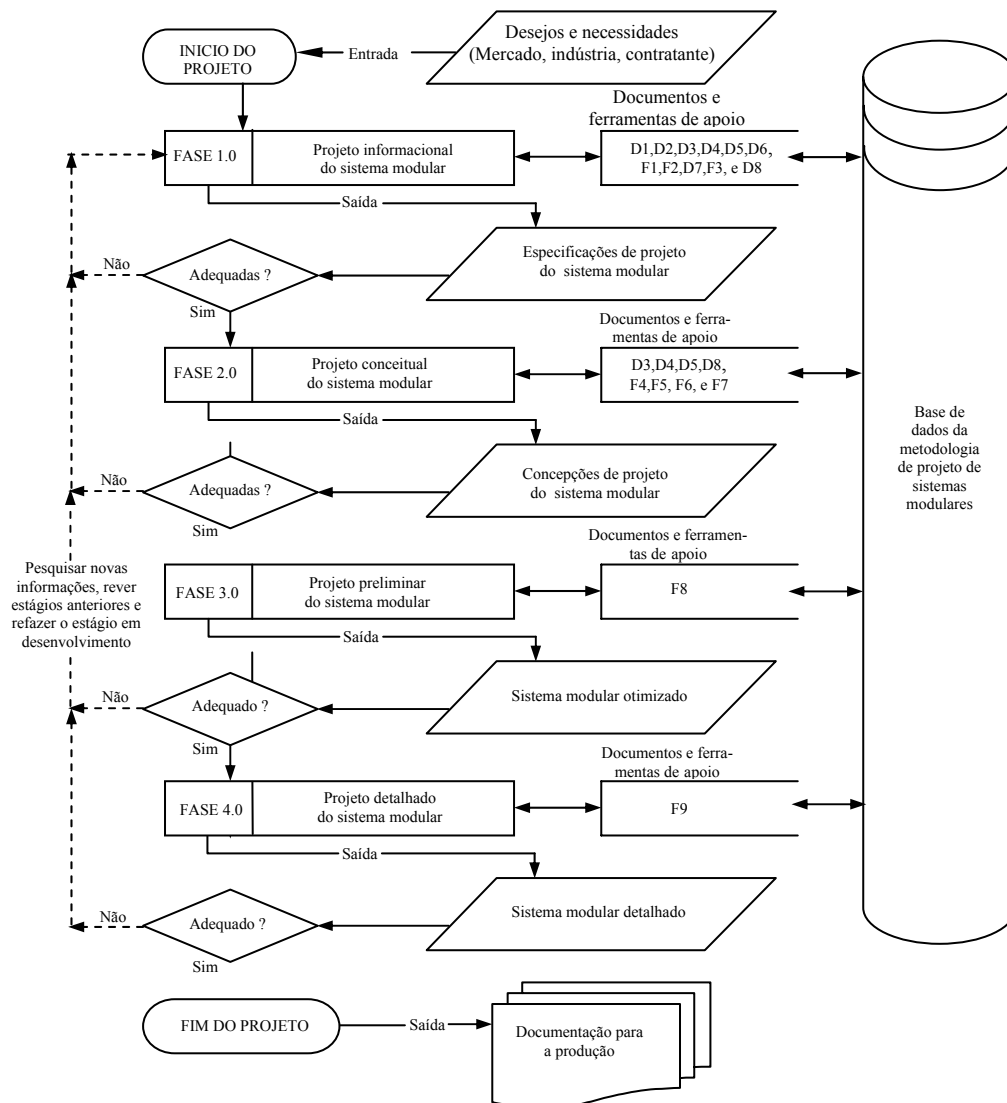 INICIO DO
PROJETO
Entrada
Desejos e necessidades
(Mercado, indústria, contratante)
Documentos e
ferramentas de apoio
FASE 1.0
Projeto informacional
do sistema modular
D1,D2,D3,D4,D5,D6,
F1,F2,D7,F3, e D8
Saída
Especificações de projeto
do sistema modular
Adequadas ?
Não
Sim
Documentos e ferra-
mentas de apoio
FASE 2.0
Projeto conceitual
do sistema modular
D3,D4,D5,D8,
F4,F5, F6, e F7
Saída
Concepções de projeto
do sistema modular
Adequadas ?
Não
Sim
Base de
dados da
metodologia
de projeto de
sistemas
modulares
Documentos e ferramen-
tas de apoio
Pesquisar novas
informações, rever
estágios anteriores e
refazer o estágio em
desenvolvimento
FASE 3.0
Projeto preliminar
do sistema modular
F8
Saída
Sistema modular otimizado
Adequado ?
Não
Sim
Documentos e ferra-
mentas de apoio
FASE 4.0
Projeto detalhado
do sistema modular
F9
Saída
Sistema modular detalhado
Adequado ?
Não
Sim
FIM DO PROJETO
Saída
Documentação para
a produção